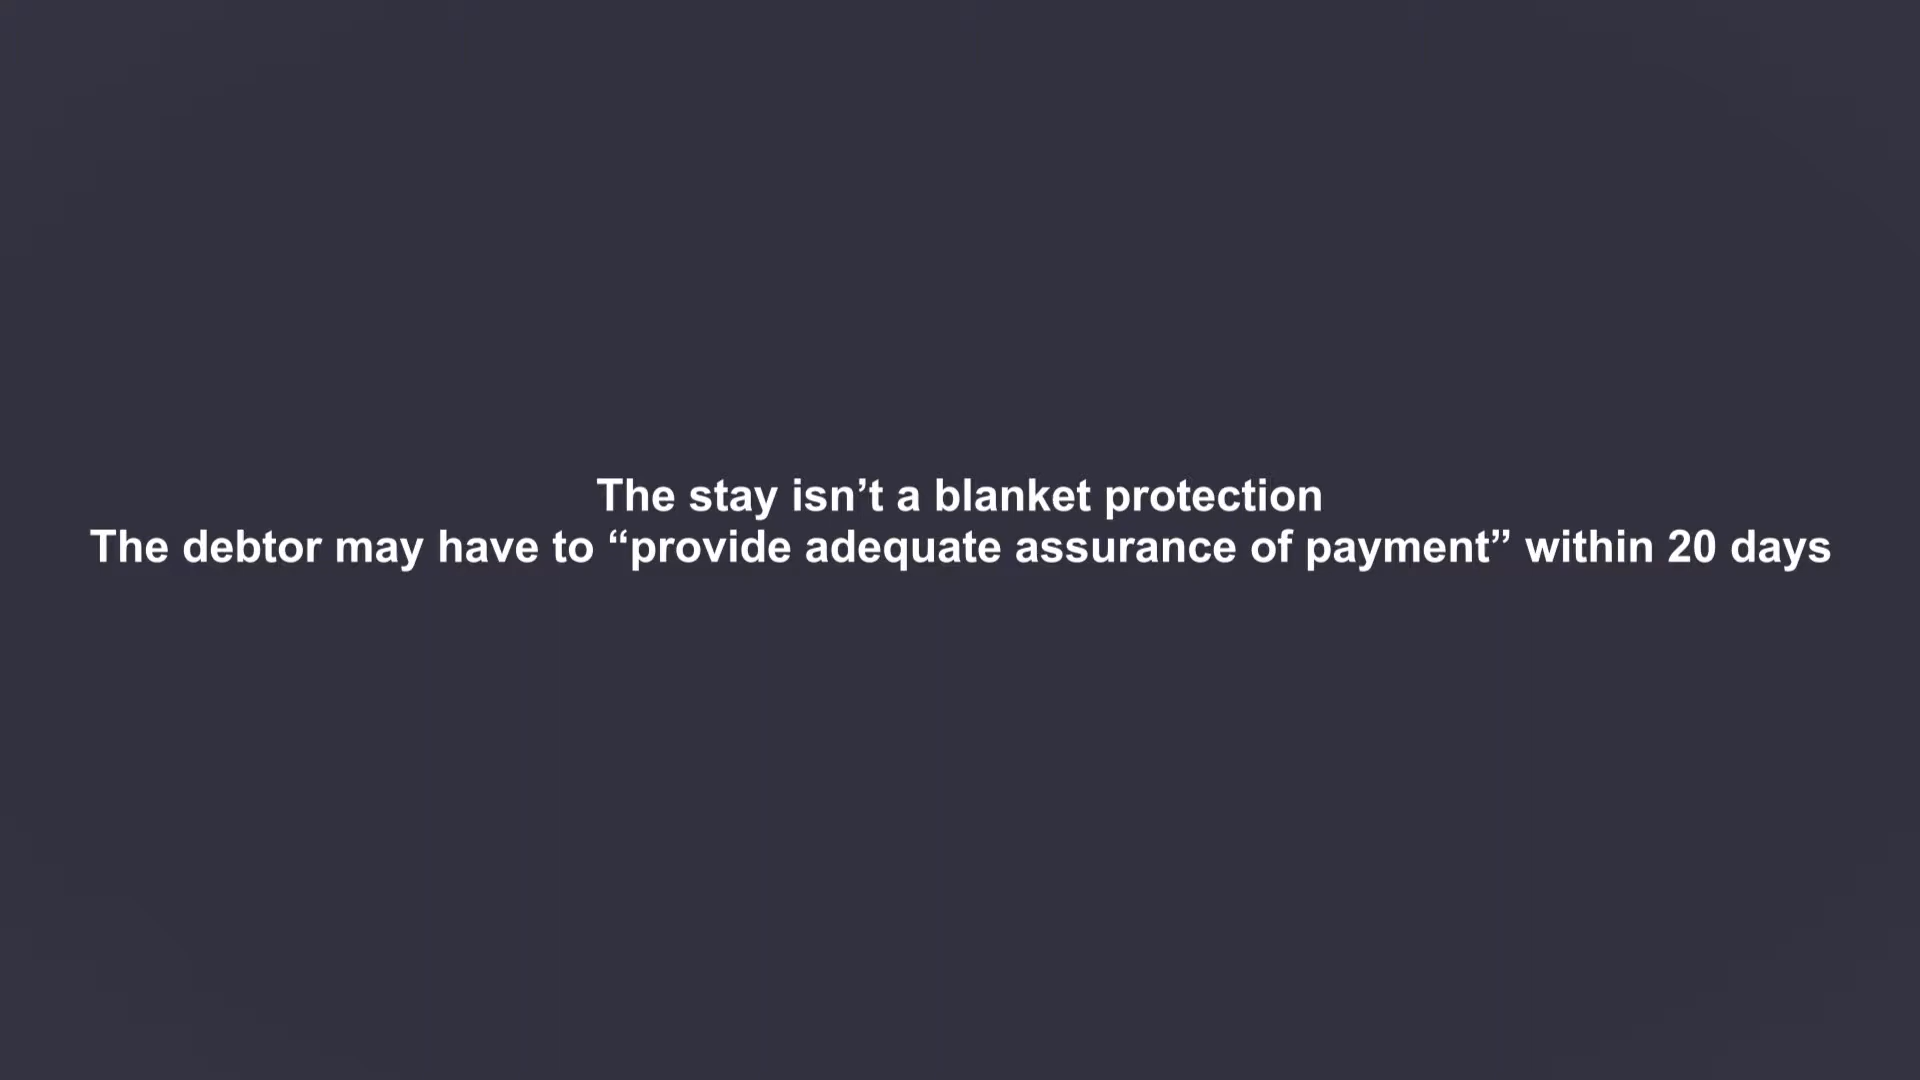 The stay isn’t a blanket protection
The debtor may have to “provide adequate assurance of payment” within 20 days